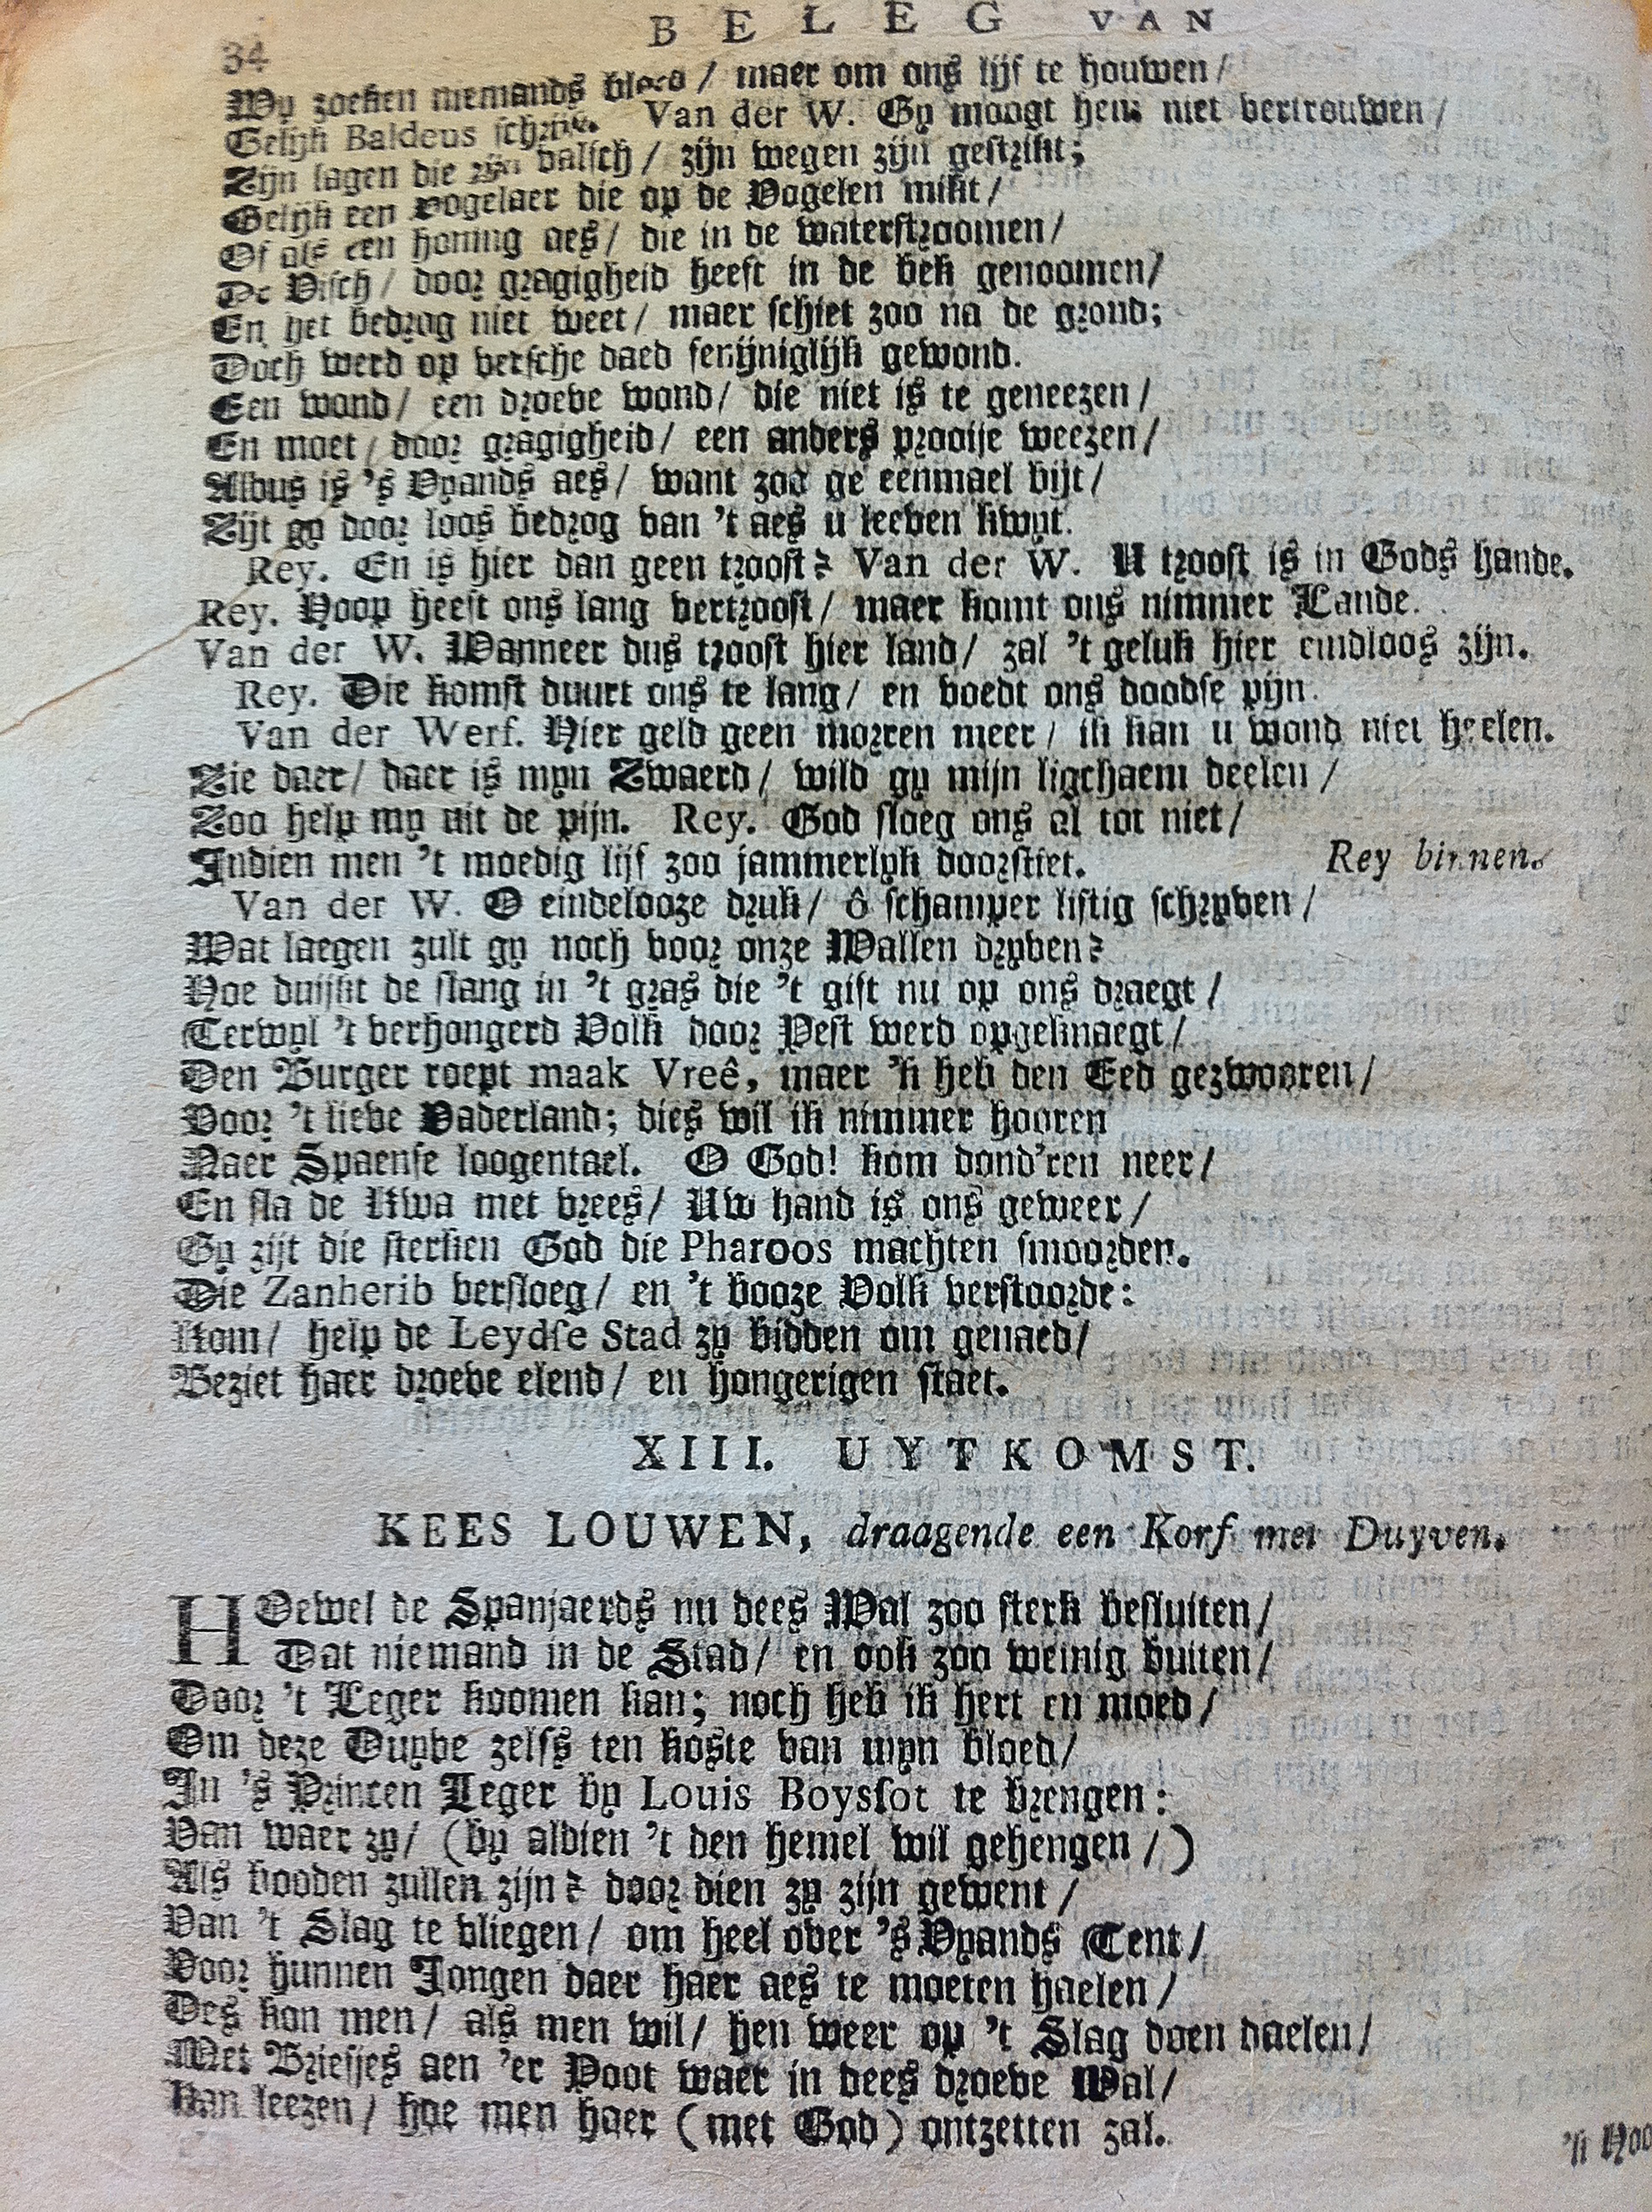 34 BELEG VAN
Wy zoeken niemands bloed / maer om ons lijf te houwen /
Gelijk Baldeus schrijft. Van der W. Gy moogt hem niet vertrouwen /
Zijn lagen die zijn valsch / zijn wegen zijn gestrikt;
Gelijk een vogelaer die op de Vogelen mikt /
Of als een honing aes / die in de waterstroomen /
De Visch / door gragigheid heeft in de bek genoomen /
En het bedrog niet weet / maer schiet zoo na de grond;
Doch werd op versche daed fenijniglijk gewond.
Een wond / een droeve wond / die niet is te geneezen /
En moet / door gragigheid / een anders prooije weezen /
Aldus is 's Vyands aes / want zoo ge eenmael bijt /
Zijt gy door loos bedrog van 't aes u leeven kwyt.
Rey. En is hier dan geen troost? Van der W. U troost is in Gods hande.
Rey. Hoop heeft ons lang vertroost / maer komt ons nimmer Lande.
Van der W. Wanneer dus troost hier land / zal 't geluk hier eindloos zijn.
Rey. Die komst duurt ons te lang / en voedt ons doodse pijn.
Van der Werf. Hier geld geen morren meer / ik kan u wond niet heelen.
Zie daer / daer is myn Zwaerd / wild gy mijn ligchaem deelen /
Zoo help my uit de pijn. Rey. God sloeg ons al tot niet /
Indien men 't moedig lijf zoo jammerlyk doorstiet. Rey binnen.
Van der W. O eindelooze druk / ô schamper listig schryven /
Wat laegen zult gy noch voor onze Wallen dryven?
Hoe duijkt de slang in 't gras die 't gift nu op ons draegt /
Terwyl 't verhongerd Volk door Pest werd opgeknaegt /
Den Burger roept maak Vreê, maer 'k heb den Eed gezwooren /
Voor 't lieve Vaderland; dies wil ik nimmer hooren
Naer Spaense loogentael. O God! kom dond'ren neer /
En sla de Kwa met vrees / Uw hand is ons geweer /
Gy zijt die sterken God die Pharoos machten smoorden.
Die Zanherib versloeg / en 't booze Volk verstoorde:
Kom / help de Leydse Stad zy bidden om genaed /
Beziet haer droeve elend / en hongerigen staet.
XIII. UYTKOMST.
KEES LOUWEN, draagende een Korf met Duyven.
HOewel de Spanjaerds nu dees Wal zoo sterk besluiten /
Dat niemand in de Stad / en ook zoo weinig buiten /
Door 't Leger koomen kan; noch heb ik hert en moed /
Om deze Duyve zelfs ten koste van myn bloed /
In 's Princen Leger by Louis Boyssot te brengen:
Van waer zy / (by aldien 't den hemel wil gehengen /)
Als booden zullen zijn? door dien zy zijn gewent /
Van 't Slag te vliegen / om heel over 's Vyands Tent /
Voor hunnen Jongen daer haer aes te moeten haelen /
Des kon men / als men wil / hen weer op 't Slag doen daelen /
Met Briefjes aen 'er Poot waer in dees droeve Wal /
Kan leezen / hoe men haer (met God) ontzetten zal.
'k Hoo